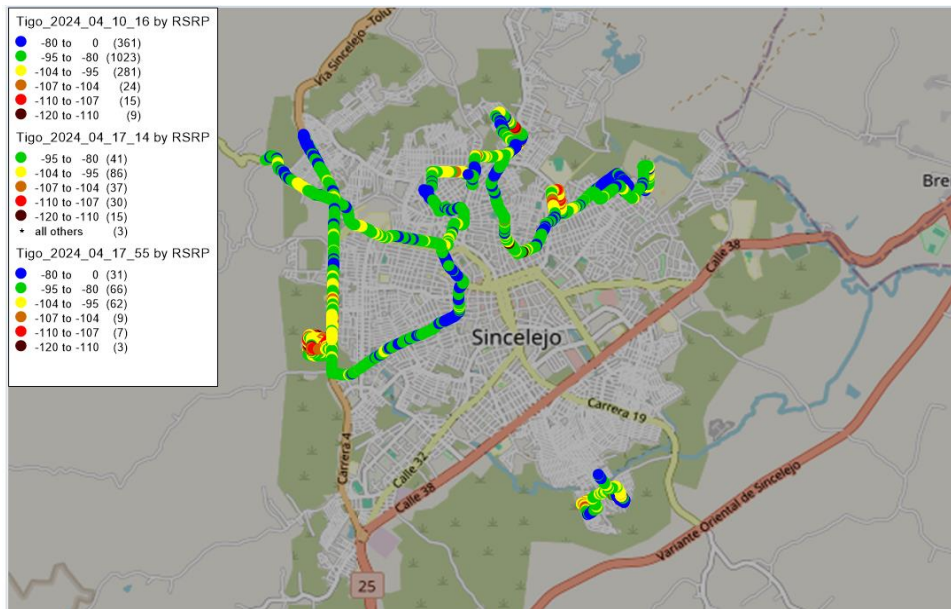 Tigo_2024_04_10_16 by RSRP
-80 to 0 (361)
-95 to -80 (1023)
-104 to -95 (281)
-107 to -104 (24)
-110 to -107 (15)
-120 to -110 (9)
Tigo_2024_04_17_14 by RSRP
-95 to -80 (41)
-104 to -95 (86)
-107 to -104 (37)
-110 to -107 (30)
-120 to -110 (15)
all others (3)
Tigo_2024_04_17_55 by RSRP
-80 to 0 (31)
-95 to -80 (66)
-104 to -95 (62)
-107 to -104 (9)
-110 to -107 (7)
-120 to -110 (3)
Vía Sincelejo - Tolu
Bre
Calle 38
Sincelejo
Carrera 19
Carrera 4
Calle 32
Calle 38
Variante Oriental de Sincelejo
25